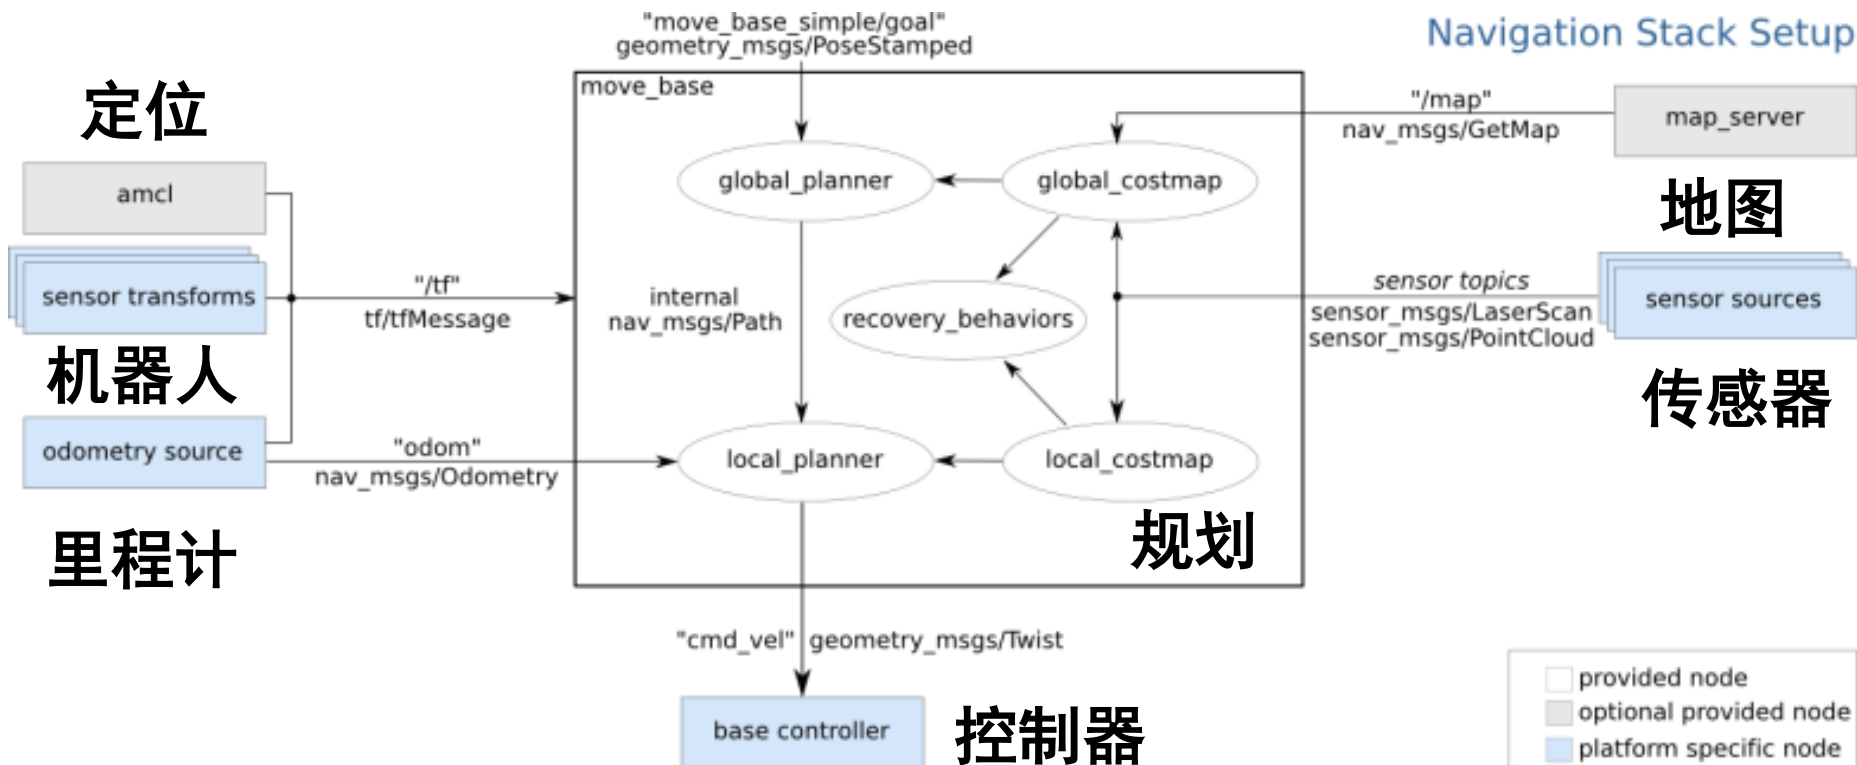 "move_base_simple/goal"
geometry_msgs/PoseStamped
Navigation Stack Setup
move_base
定位
amcl
"/map"
nav_msgs/GetMap
map_server
地图
global_planner
global_costmap
sensor transforms
"/tf"
tf/tfMessage
机器人
internal
nav_msgs/Path
recovery_behaviors
sensor topics
sensor_msgs/LaserScan
sensor_msgs/PointCloud
sensor sources
传感器
odometry source
"odom"
nav_msgs/Odometry
local_planner
local_costmap
里程计
规划
"cmd_vel" geometry_msgs/Twist
base controller
控制器
provided node
optional provided node
platform specific node